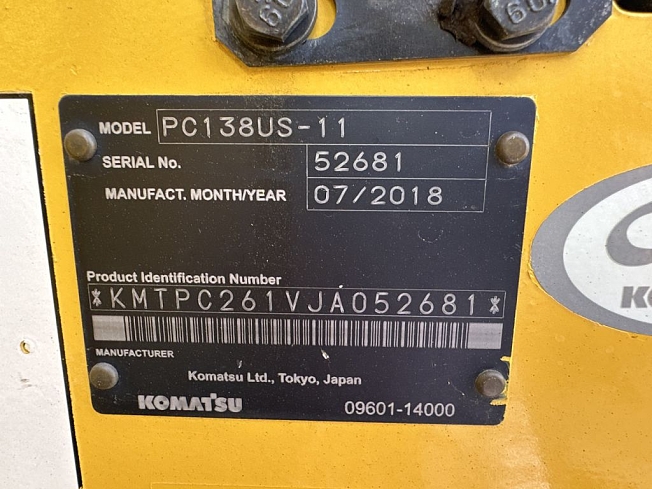 MODEL PC138US-11
SERIAL No. 52681
MANUFACT. MONTH/YEAR 07/2018
Product Identification Number
*KMTPC261VJA052681*
MANUFACTURER
Komatsu Ltd., Tokyo, Japan
KOMATSU 09601-14000